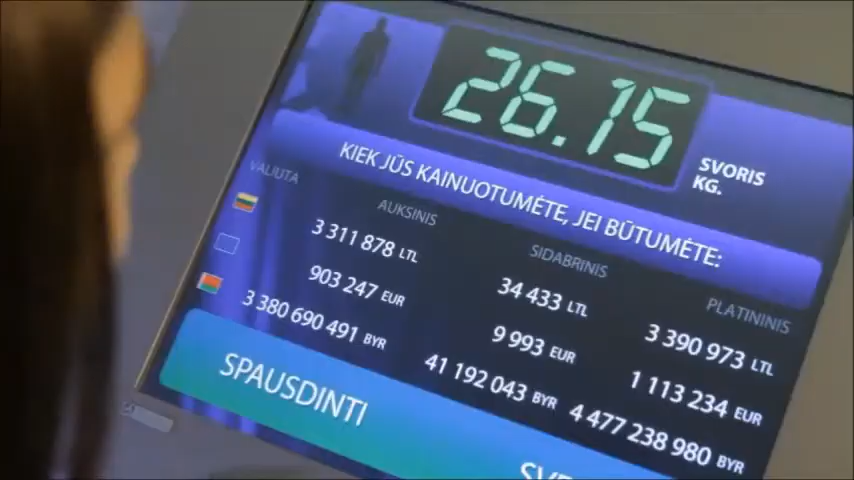 26.15
SVORIS
KG.
KIEK JŪS KAINUOTUMĖTE, JEI BŪTUMĖTE:
VALIUTA
AUKSINIS
SIDABRINIS
PLATININIS
3 311 878 LTL
34 433 LTL
3 390 973 LTL
903 247 EUR
9 993 EUR
1 113 234 EUR
3 380 690 491 BYR
41 192 043 BYR
4 477 238 980 BYR
SPAUSDINTI